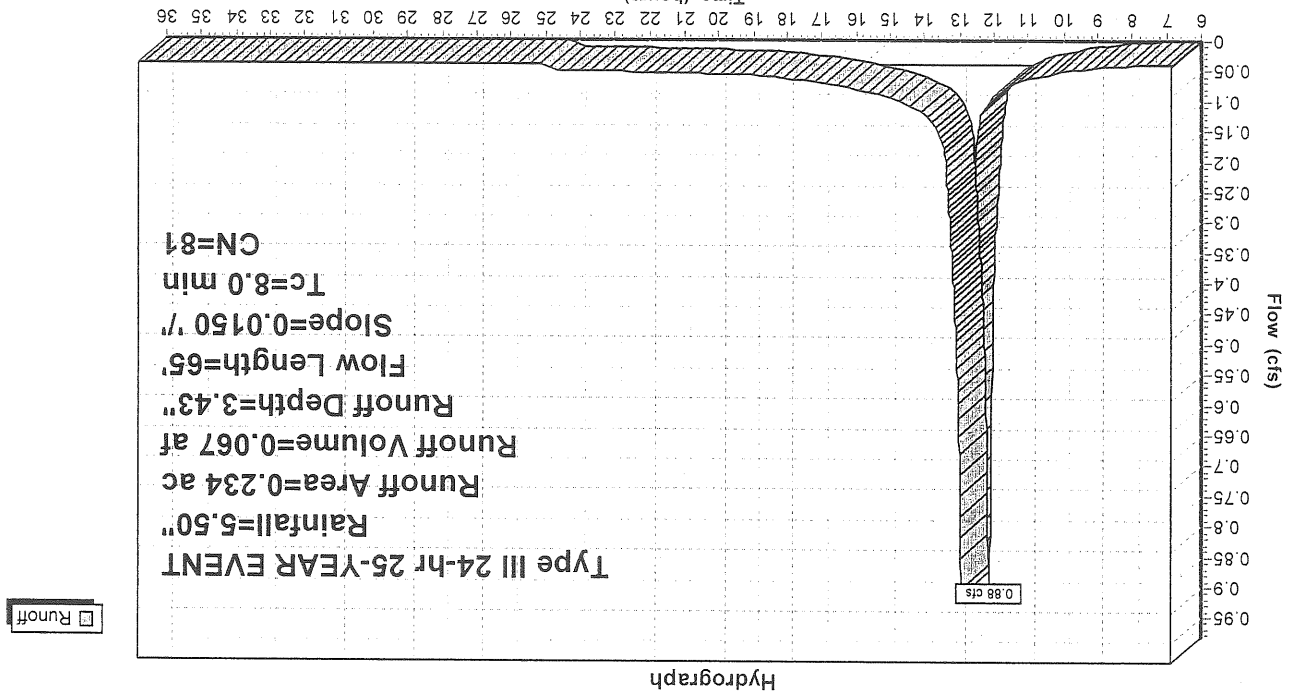 Hydrograph
Runoff
0.88 cfs
Type III 24-hr 25-YEAR EVENT
Rainfall=5.50"
Runoff Area=0.234 ac
Runoff Volume=0.067 af
Runoff Depth=3.43"
Flow Length=65'
Slope=0.0150 '/'
Tc=8.0 min
CN=81
Flow (cfs)
0.95
0.9
0.85
0.8
0.75
0.7
0.65
0.6
0.55
0.5
0.45
0.4
0.35
0.3
0.25
0.2
0.15
0.1
0.05
0
6 7 8 9 10 11 12 13 14 15 16 17 18 19 20 21 22 23 24 25 26 27 28 29 30 31 32 33 34 35 36
Time (hours)